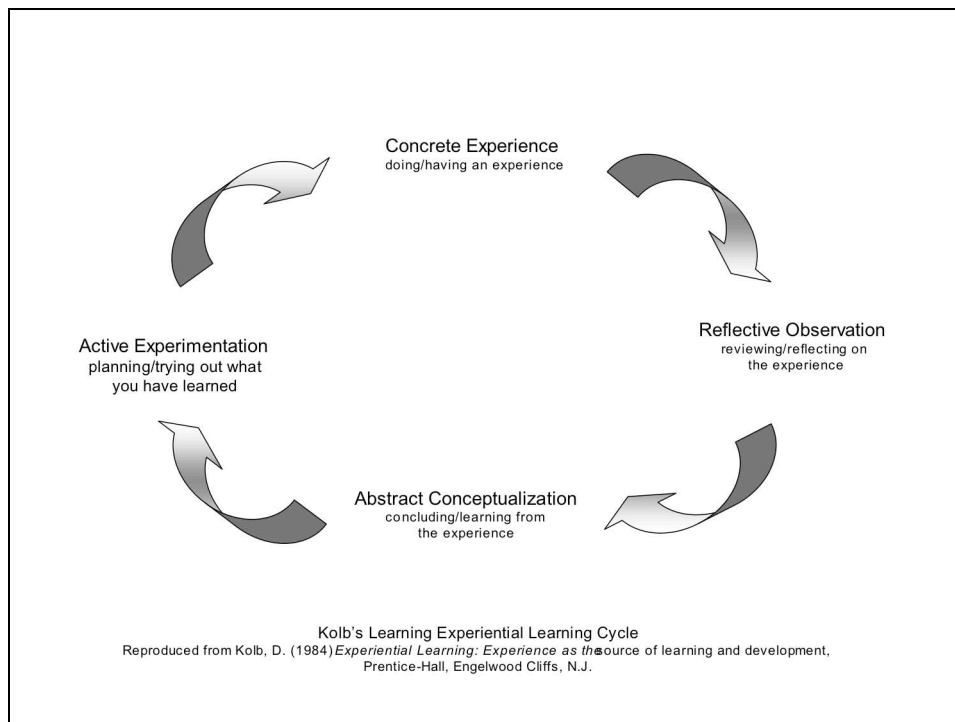 Concrete Experience
doing/having an experience
Reflective Observation
reviewing/reflecting on
the experience
Abstract Conceptualization
concluding/learning from
the experience
Active Experimentation
planning/trying out what
you have learned
Kolb's Learning Experiential Learning Cycle
Reproduced from Kolb, D. (1984) Experiential Learning: Experience as the source of learning and development,
Prentice-Hall, Engelwood Cliffs, N.J.